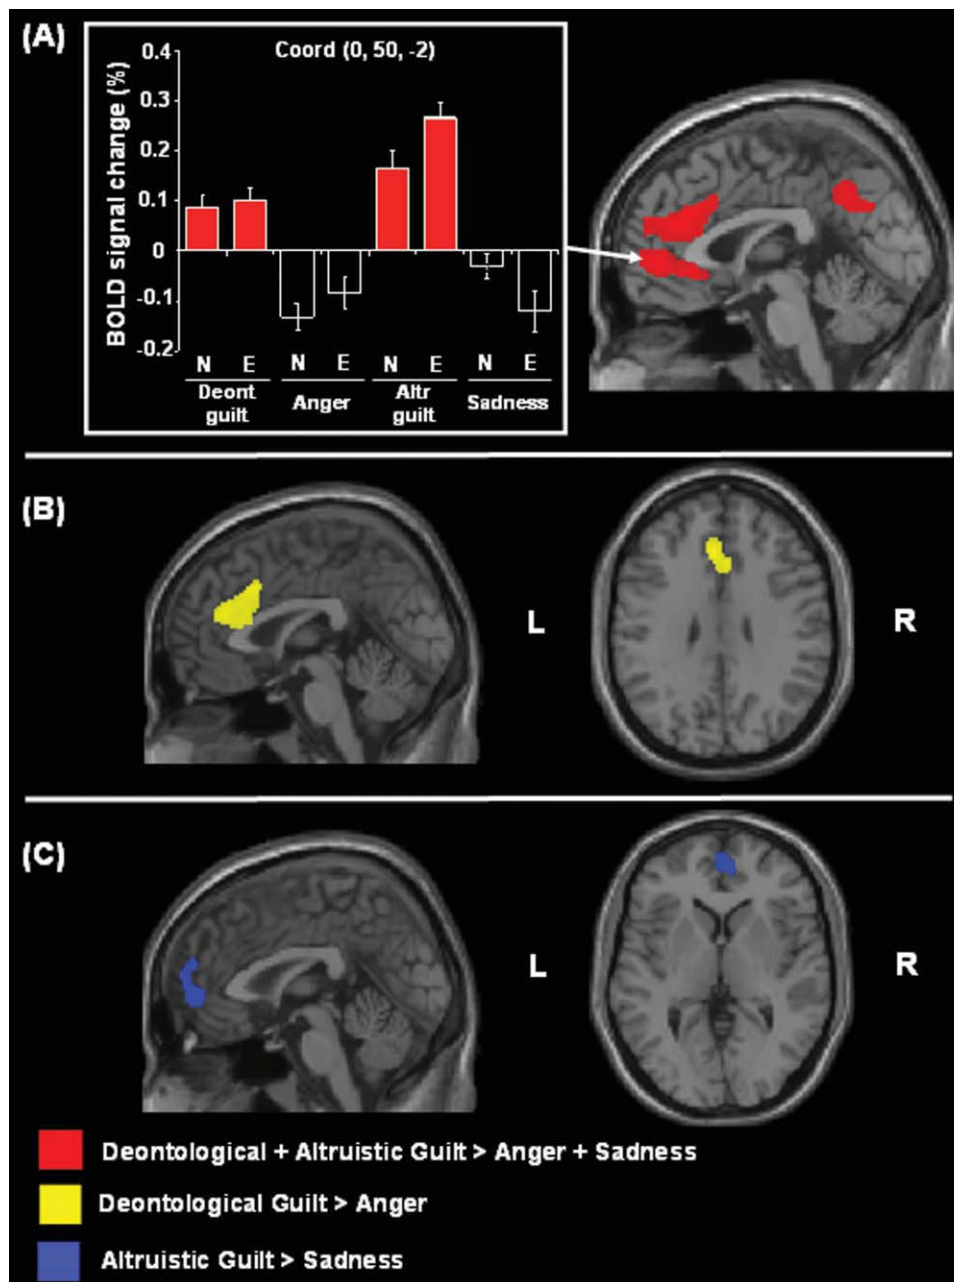 (A)
Coord (0, 50, -2)
BOLD signal change (%)
0.4
0.3
0.2
0.1
0
-0.1
-0.2
N E N E N E N E
Deont guilt
Anger
Altr guilt
Sadness
(B)
L R
(C)
L R
Deontological + Altruistic Guilt > Anger + Sadness
Deontological Guilt > Anger
Altruistic Guilt > Sadness